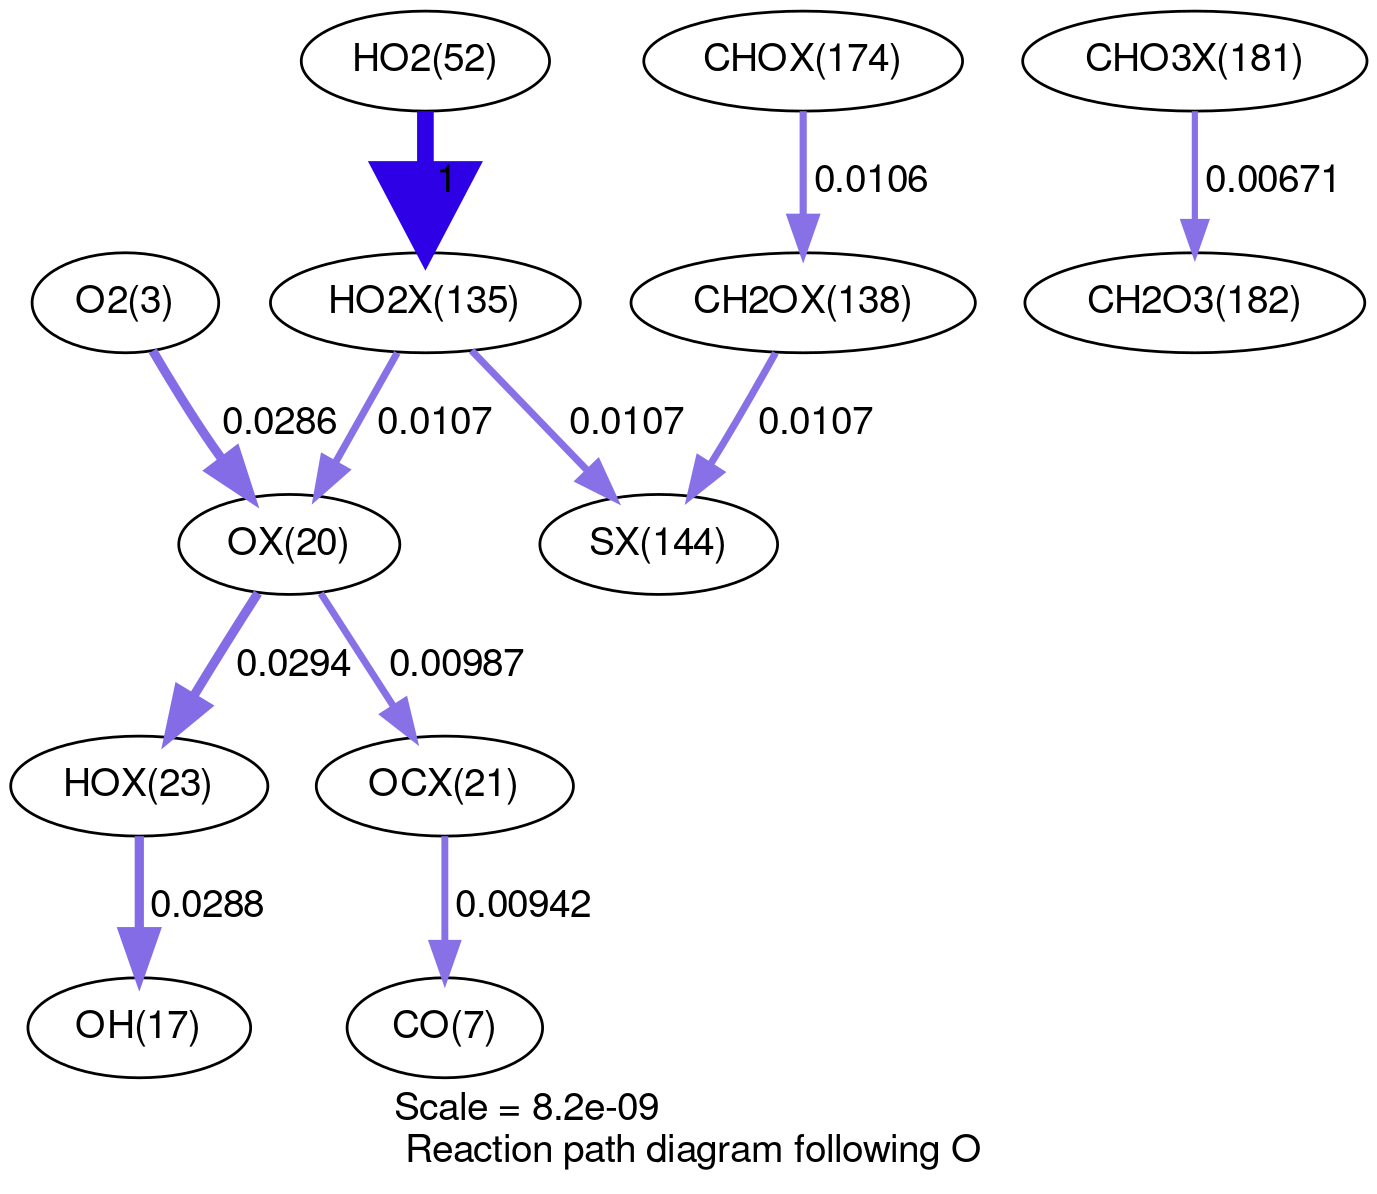 HO2(52)
CHOX(174)
CHO3X(181)
1
0.0106
0.00671
O2(3)
HO2X(135)
CH2OX(138)
CH2O3(182)
0.0286
0.0107
0.0107
0.0107
OX(20)
SX(144)
0.0294
0.00987
HOX(23)
OCX(21)
0.0288
0.00942
OH(17)
CO(7)
Scale = 8.2e-09
Reaction path diagram following O